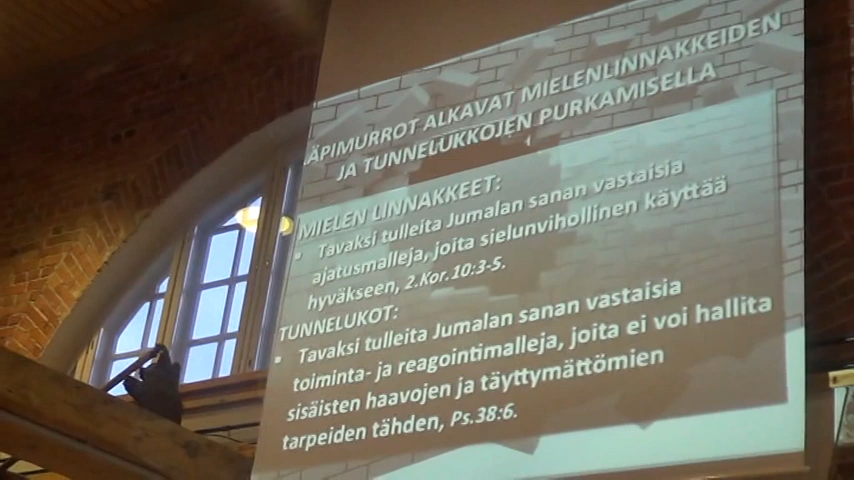 LÄPIMURROT ALKAVAT MIELENLINNAKKEIDEN
JA TUNNELUKKOJEN PURKAMISELLA
MIELEN LINNAKKEET:
▪ Tavaksi tulleita Jumalan sanan vastaisia
ajatusmalleja, joita sielunvihollinen käyttää
hyväkseen, 2.Kor.10:3-5.
TUNNELUKOT:
▪ Tavaksi tulleita Jumalan sanan vastaisia
toiminta- ja reagointimalleja, joita ei voi hallita
sisäisten haavojen ja täyttymättömien
tarpeiden tähden, Ps.38:6.